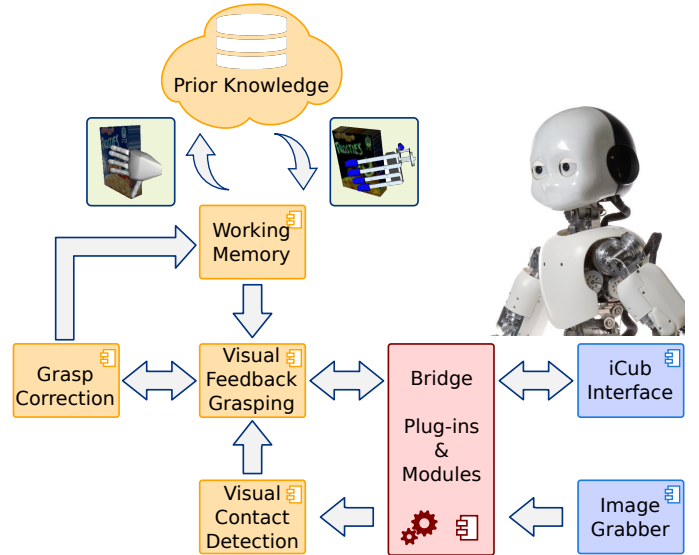 Prior Knowledge
FROSTIES
Working
Memory
Grasp
Correction
Visual
Feedback
Grasping
Bridge
Plug-ins
&
Modules
iCub
Interface
Visual
Contact
Detection
Image
Grabber